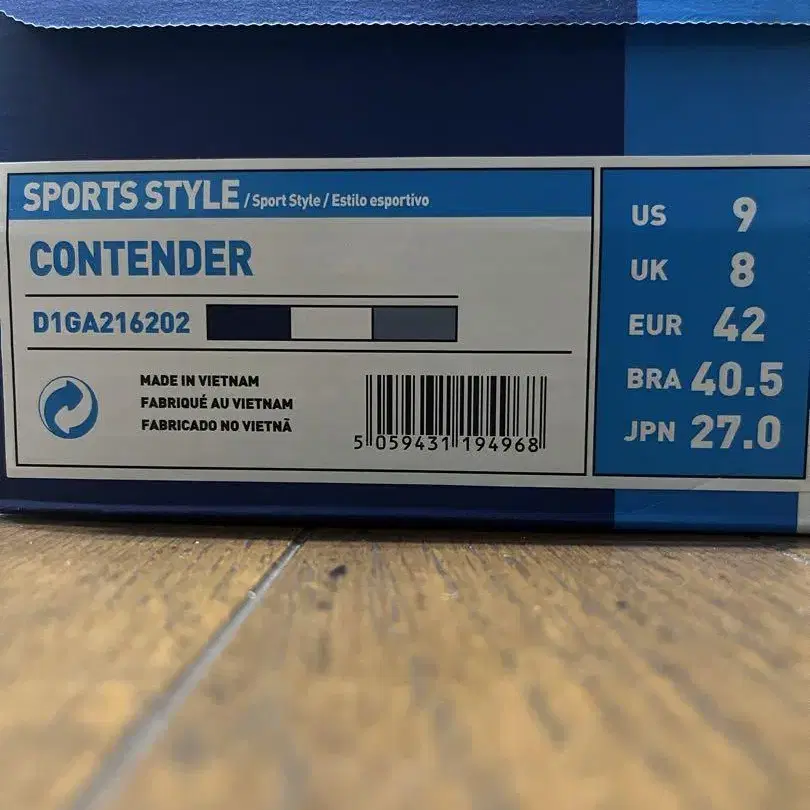 SPORTS STYLE / Sport Style / Estilo esportivo
CONTENDER
D1GA216202
MADE IN VIETNAM
FABRIQUÉ AU VIETNAM
FABRICADO NO VIETNÃ
5 059431 194968
US 9
UK 8
EUR 42
BRA 40.5
JPN 27.0